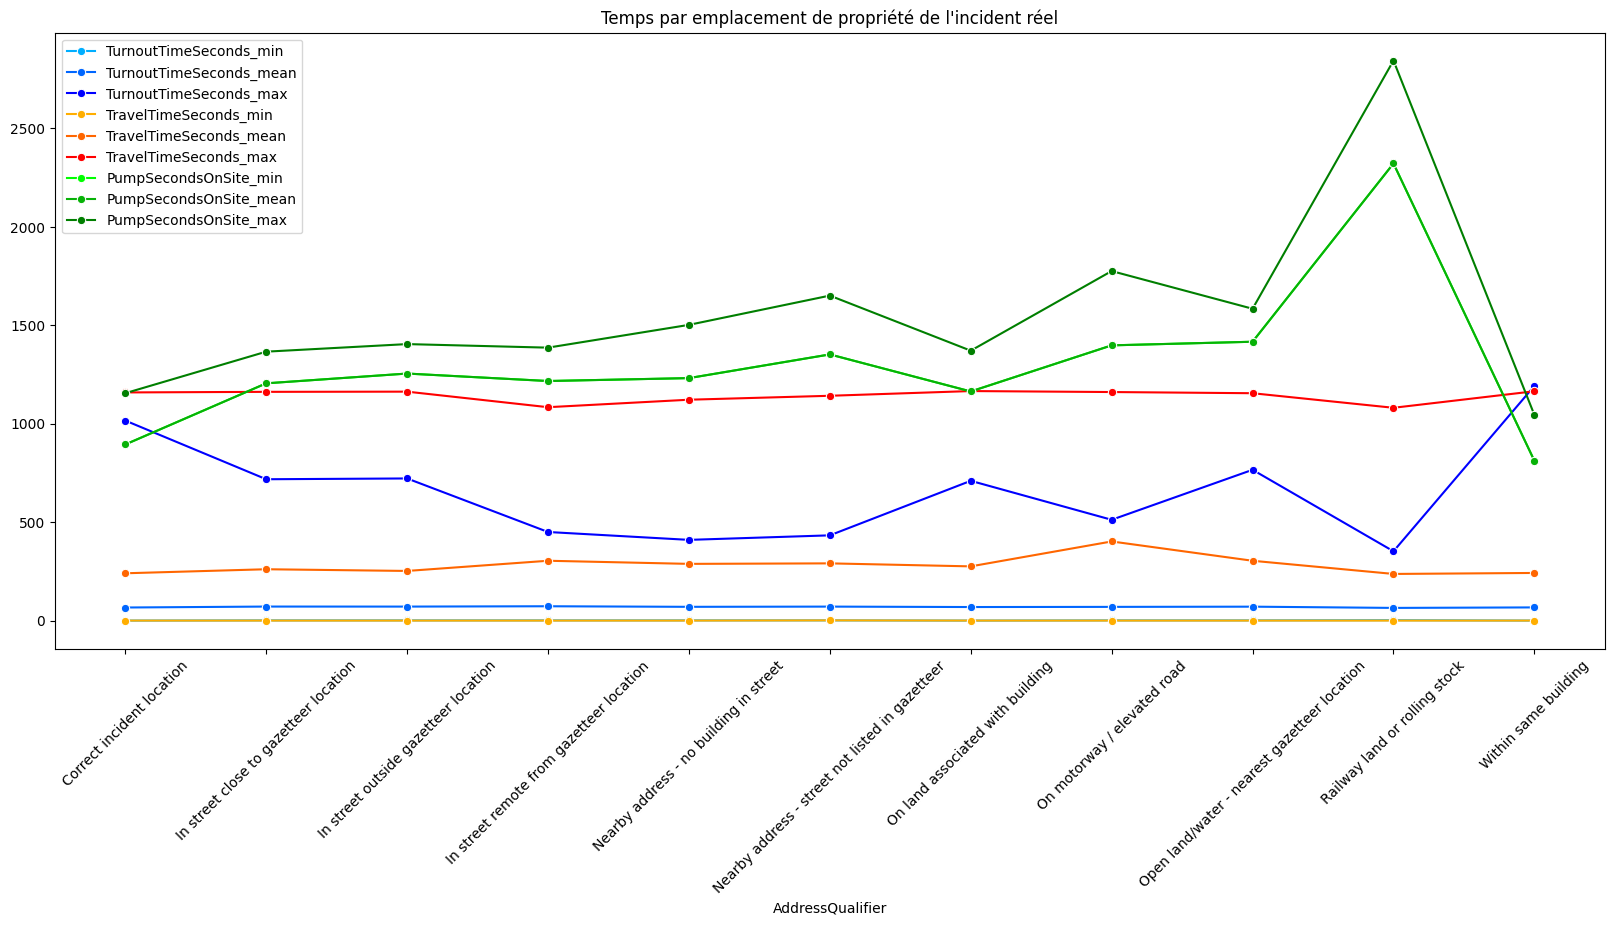 Temps par emplacement de propriété de l'incident réel
TurnoutTimeSeconds_min
TurnoutTimeSeconds_mean
TurnoutTimeSeconds_max
TravelTimeSeconds_min
TravelTimeSeconds_mean
TravelTimeSeconds_max
PumpSecondsOnSite_min
PumpSecondsOnSite_mean
PumpSecondsOnSite_max
2500
2000
1500
1000
500
0
Correct incident location
In street close to gazetteer location
In street outside gazetteer location
In street remote from gazetteer location
Nearby address - no building in street
Nearby address - street not listed in gazetteer
On land associated with building
On motorway / elevated road
Open land/water - nearest gazetteer location
Railway land or rolling stock
Within same building
AddressQualifier